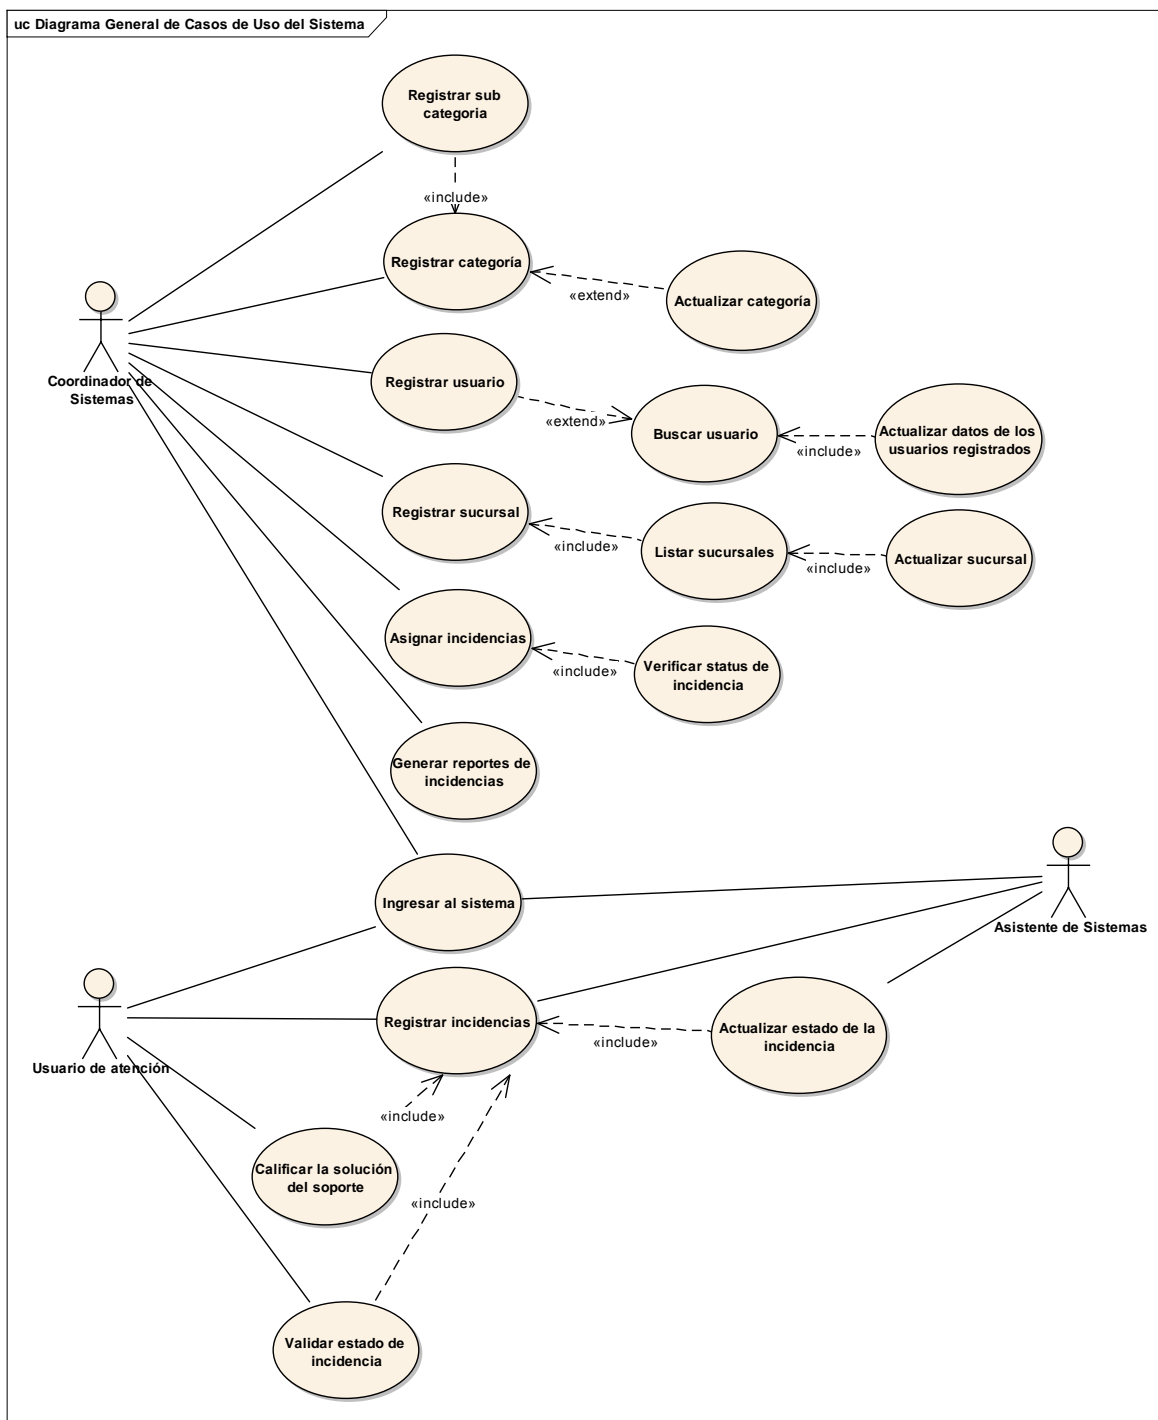 uc Diagrama General de Casos de Uso del Sistema
Registrar sub
categoria
«include»
Registrar categoría
«extend»
Actualizar categoría
Coordinador de
Sistemas
Registrar usuario
«extend»
Buscar usuario
«include»
Actualizar datos de los
usuarios registrados
Registrar sucursal
«include»
Listar sucursales
«include»
Actualizar sucursal
Asignar incidencias
«include»
Verificar status de
incidencia
Generar reportes de
incidencias
Ingresar al sistema
Asistente de Sistemas
Usuario de atención
Registrar incidencias
«include»
Actualizar estado de la
incidencia
«include»
Calificar la solución
del soporte
«include»
Validar estado de
incidencia